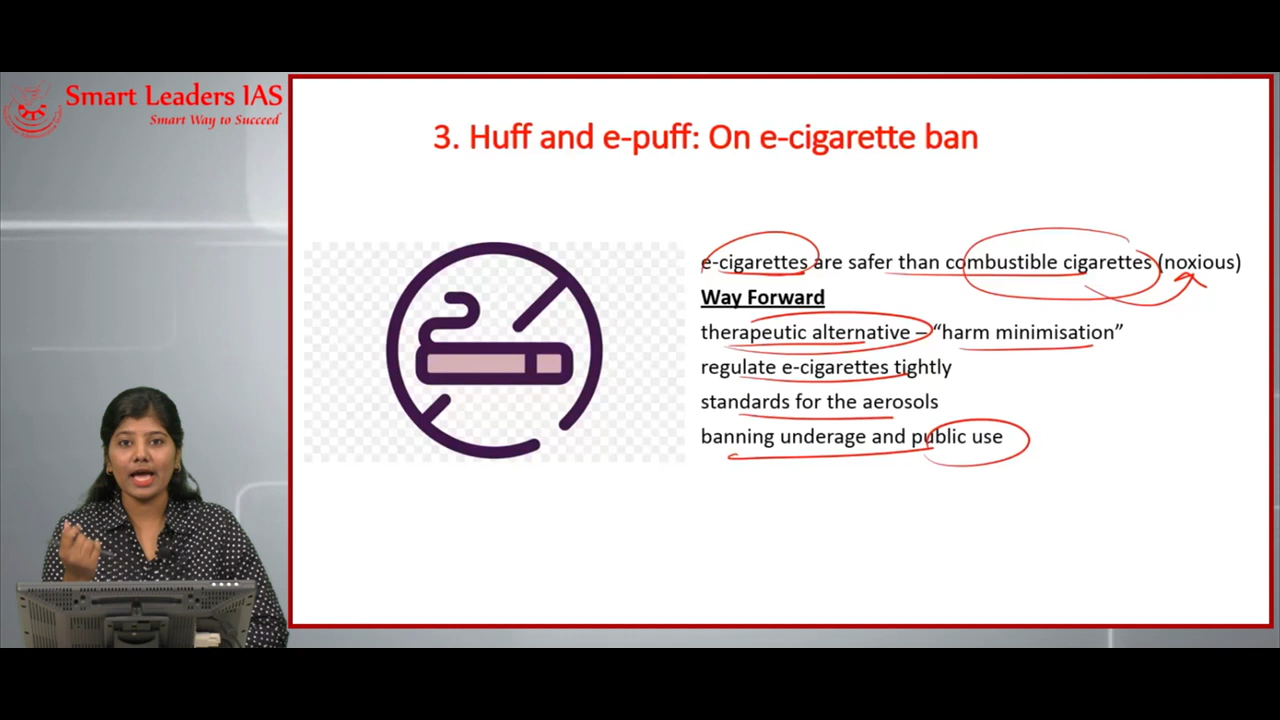 Smart Leaders IAS
Smart Way to Succeed
3. Huff and e-puff: On e-cigarette ban
e-cigarettes are safer than combustible cigarettes (noxious)
Way Forward
therapeutic alternative – “harm minimisation”
regulate e-cigarettes tightly
standards for the aerosols
banning underage and public use